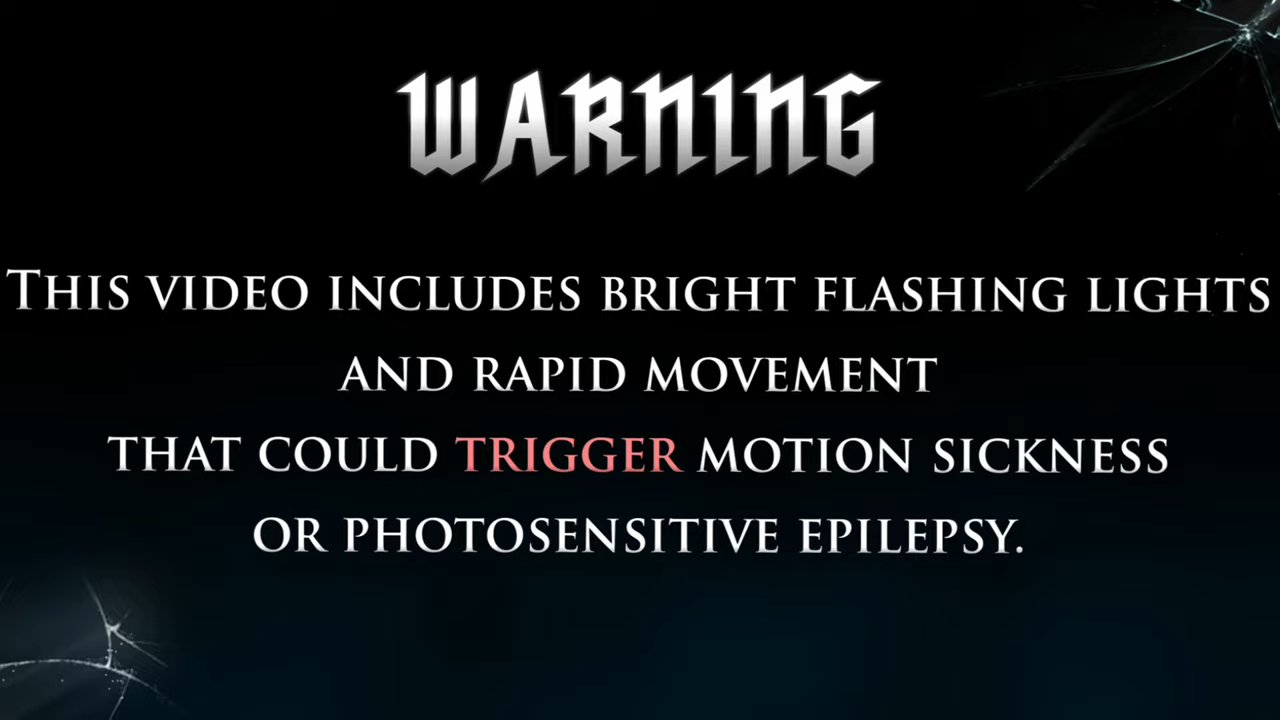 WARNING
THIS VIDEO INCLUDES BRIGHT FLASHING LIGHTS
AND RAPID MOVEMENT
THAT COULD TRIGGER MOTION SICKNESS
OR PHOTOSENSITIVE EPILEPSY.